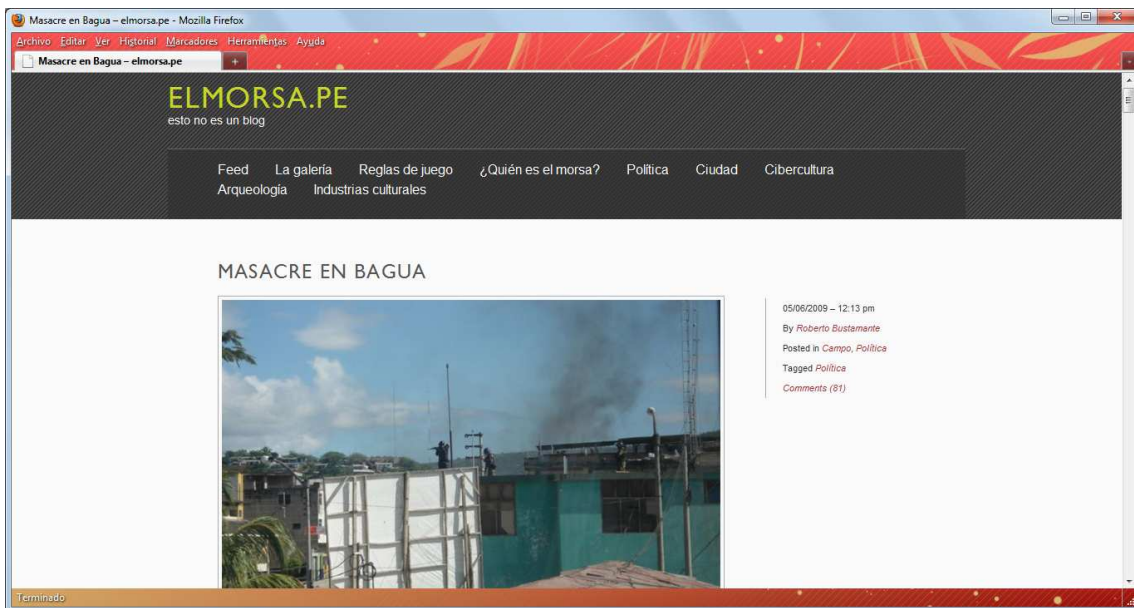 Masacre en Bagua – elmorsa.pe - Mozilla Firefox
Archivo Editar Ver Historial Marcadores Herramientas Ayuda
Masacre en Bagua – elmorsa.pe
ELMORSA.PE
esto no es un blog
Feed La galería Reglas de juego ¿Quién es el morsa? Política Ciudad Cibercultura
Arqueología Industrias culturales
MASACRE EN BAGUA
05/06/2009 – 12:13 pm
By Roberto Bustamante
Posted in Campo, Política
Tagged Política
Comments (81)
Terminado